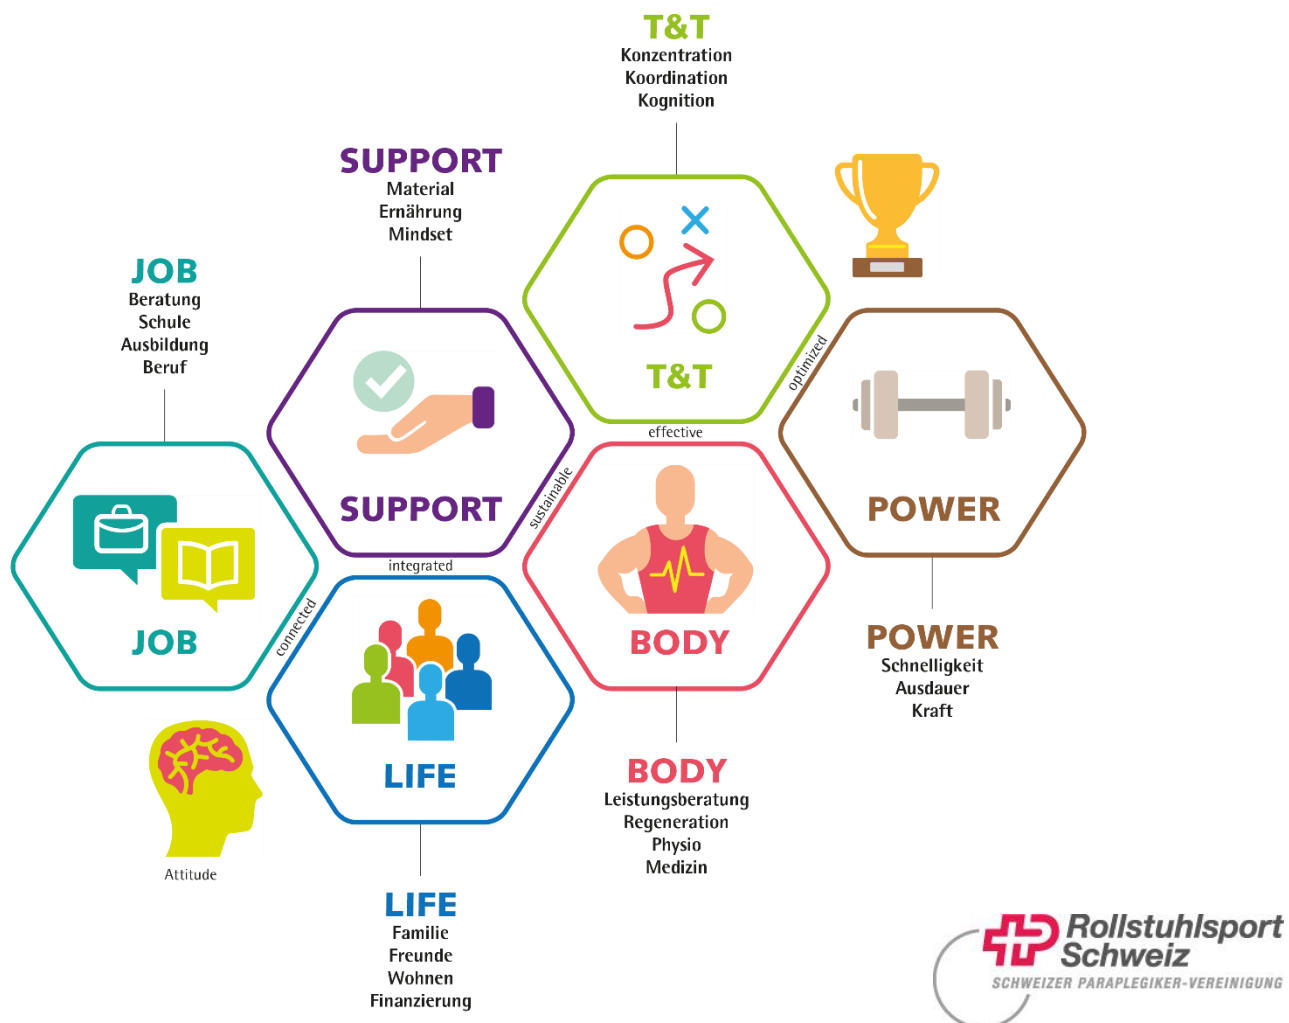 T&T
Konzentration
Koordination
Kognition
SUPPORT
Material
Ernährung
Mindset
JOB
Beratung
Schule
Ausbildung
Beruf
T&T
optimized
effective
SUPPORT
sustainable
POWER
integrated
JOB
connected
BODY
POWER
Schnelligkeit
Ausdauer
Kraft
LIFE
BODY
Leistungsberatung
Regeneration
Physio
Medizin
Attitude
LIFE
Familie
Freunde
Wohnen
Finanzierung
Rollstuhlsport
Schweiz
SCHWEIZER PARAPLEGIKER-VEREINIGUNG